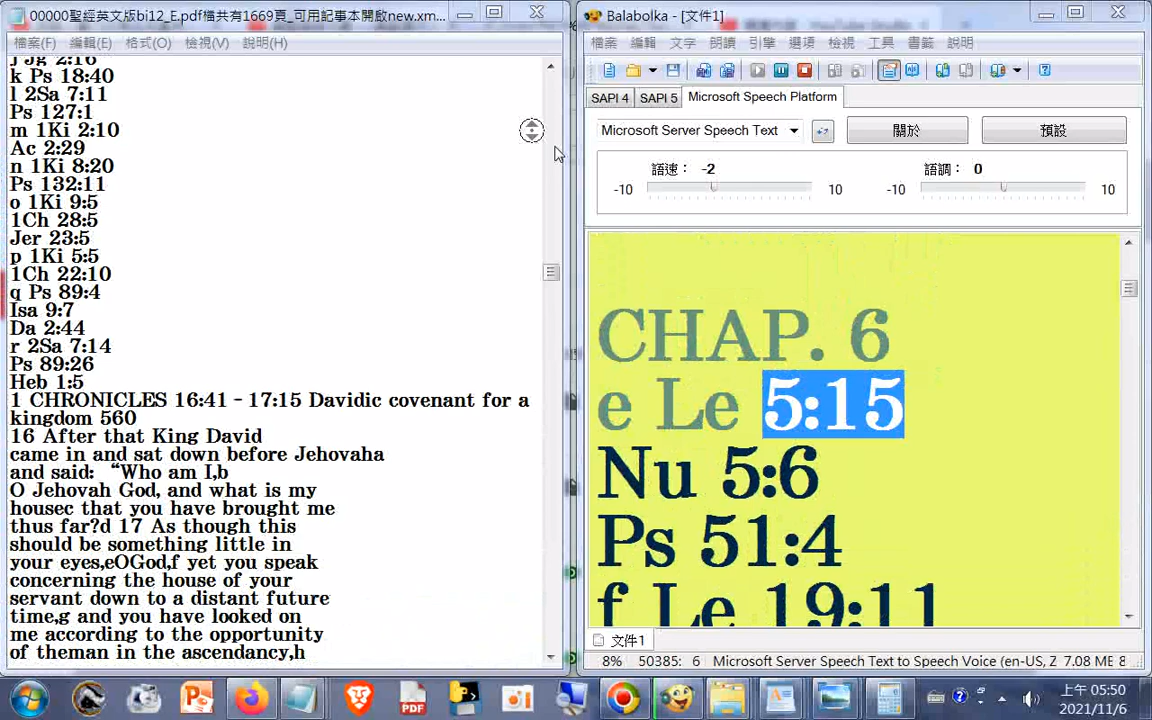 00000聖經英文版bi12_E.pdf檔共有1669頁_可用記事本開啟new.xm...
檔案(F) 編輯(E) 格式(O) 檢視(V) 說明(H)
j Jg 2:16
k Ps 18:40
l 2Sa 7:11
Ps 127:1
m 1Ki 2:10
Ac 2:29
n 1Ki 8:20
Ps 132:11
o 1Ki 9:5
1Ch 28:5
Jer 23:5
p 1Ki 5:5
1Ch 22:10
q Ps 89:4
Isa 9:7
Da 2:44
r 2Sa 7:14
Ps 89:26
Heb 1:5
1 CHRONICLES 16:41 - 17:15 Davidic covenant for a
kingdom 560
16 After that King David
came in and sat down before Jehovaha
and said: “Who am I,b
O Jehovah God, and what is my
housec that you have brought me
thus far?d 17 As though this
should be something little in
your eyes,eOGod,f yet you speak
concerning the house of your
servant down to a distant future
time,g and you have looked on
me according to the opportunity
of theman in the ascendancy,h
Balabolka - [文件1]
檔案 編輯 文字 朗讀 引擎 選項 檢視 工具 書籤 說明
SAPI 4 SAPI 5 Microsoft Speech Platform
Microsoft Server Speech Text 關於 預設
語速： -2 語調： 0
-10 10 -10 10
CHAP. 6
e Le 5:15
Nu 5:6
Ps 51:4
f Le 19:11
文件1
8% 50385: 6 Microsoft Server Speech Text to Speech Voice (en-US, Z 7.08 ME 8
上午 05:50
2021/11/6